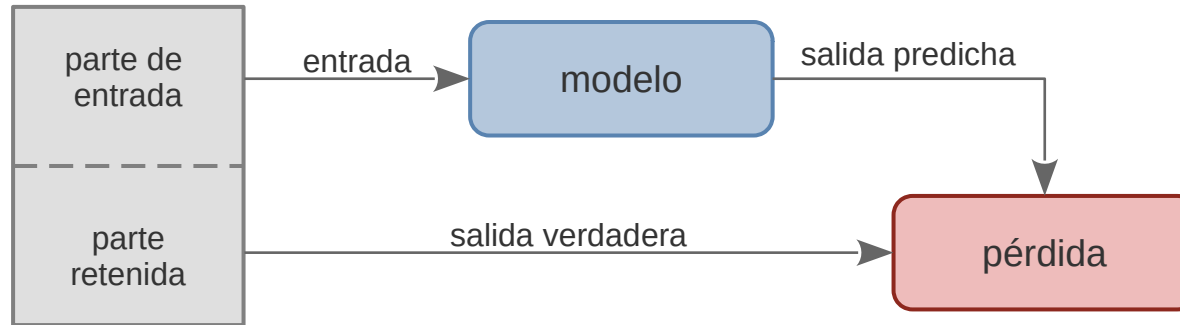 parte de
entrada
entrada
modelo
salida predicha
parte
retenida
salida verdadera
pérdida